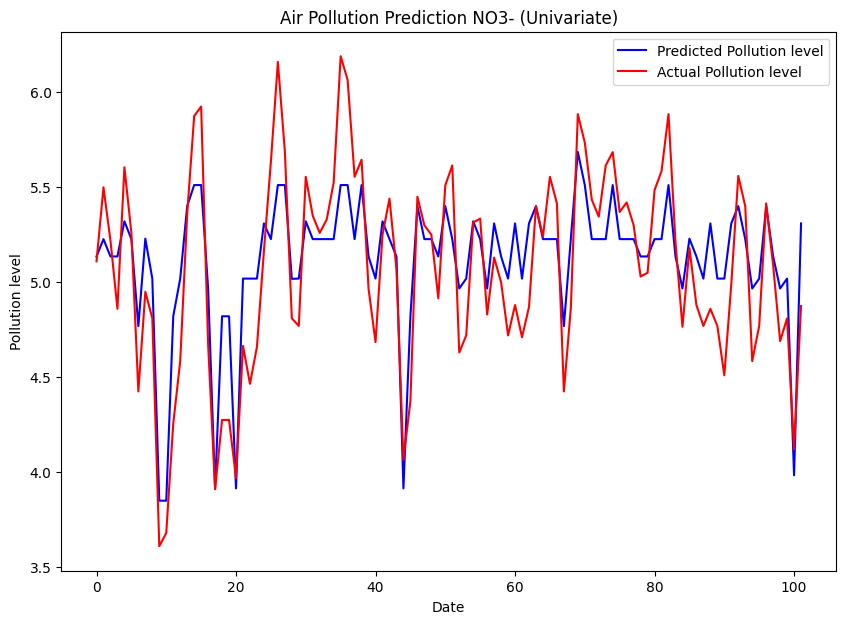 Air Pollution Prediction NO3- (Univariate)
Predicted Pollution level
Actual Pollution level
6.0
5.5
5.0
4.5
4.0
3.5
Pollution level
0 20 40 60 80 100
Date